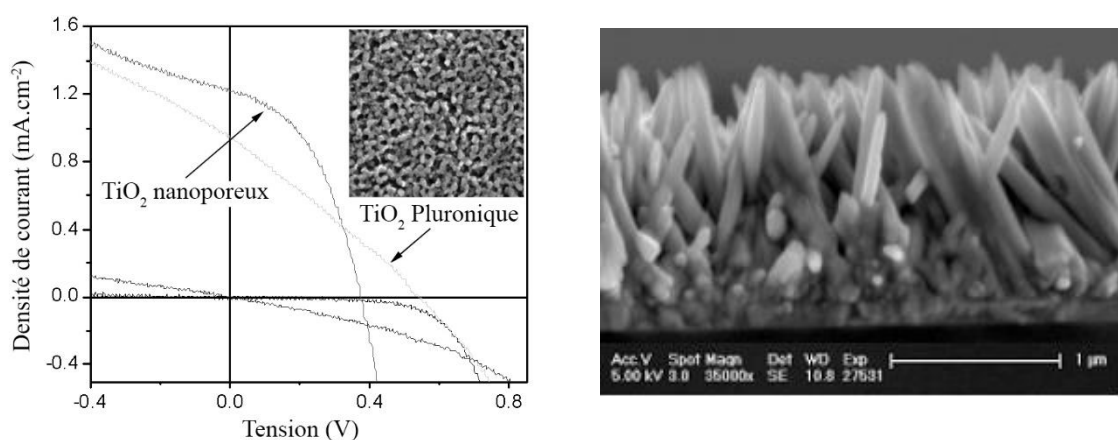 1.6
1.2
0.8
0.4
0.0
-0.4
Densité de courant (mA.cm⁻²)
TiO₂ nanoporeux
TiO₂ Pluronique
-0.4 0.0 0.4 0.8
Tension (V)
Acc.V Spot Magn Det WD Exp
5.00 kV 3.0 35000x SE 10.8 27531
1 µm